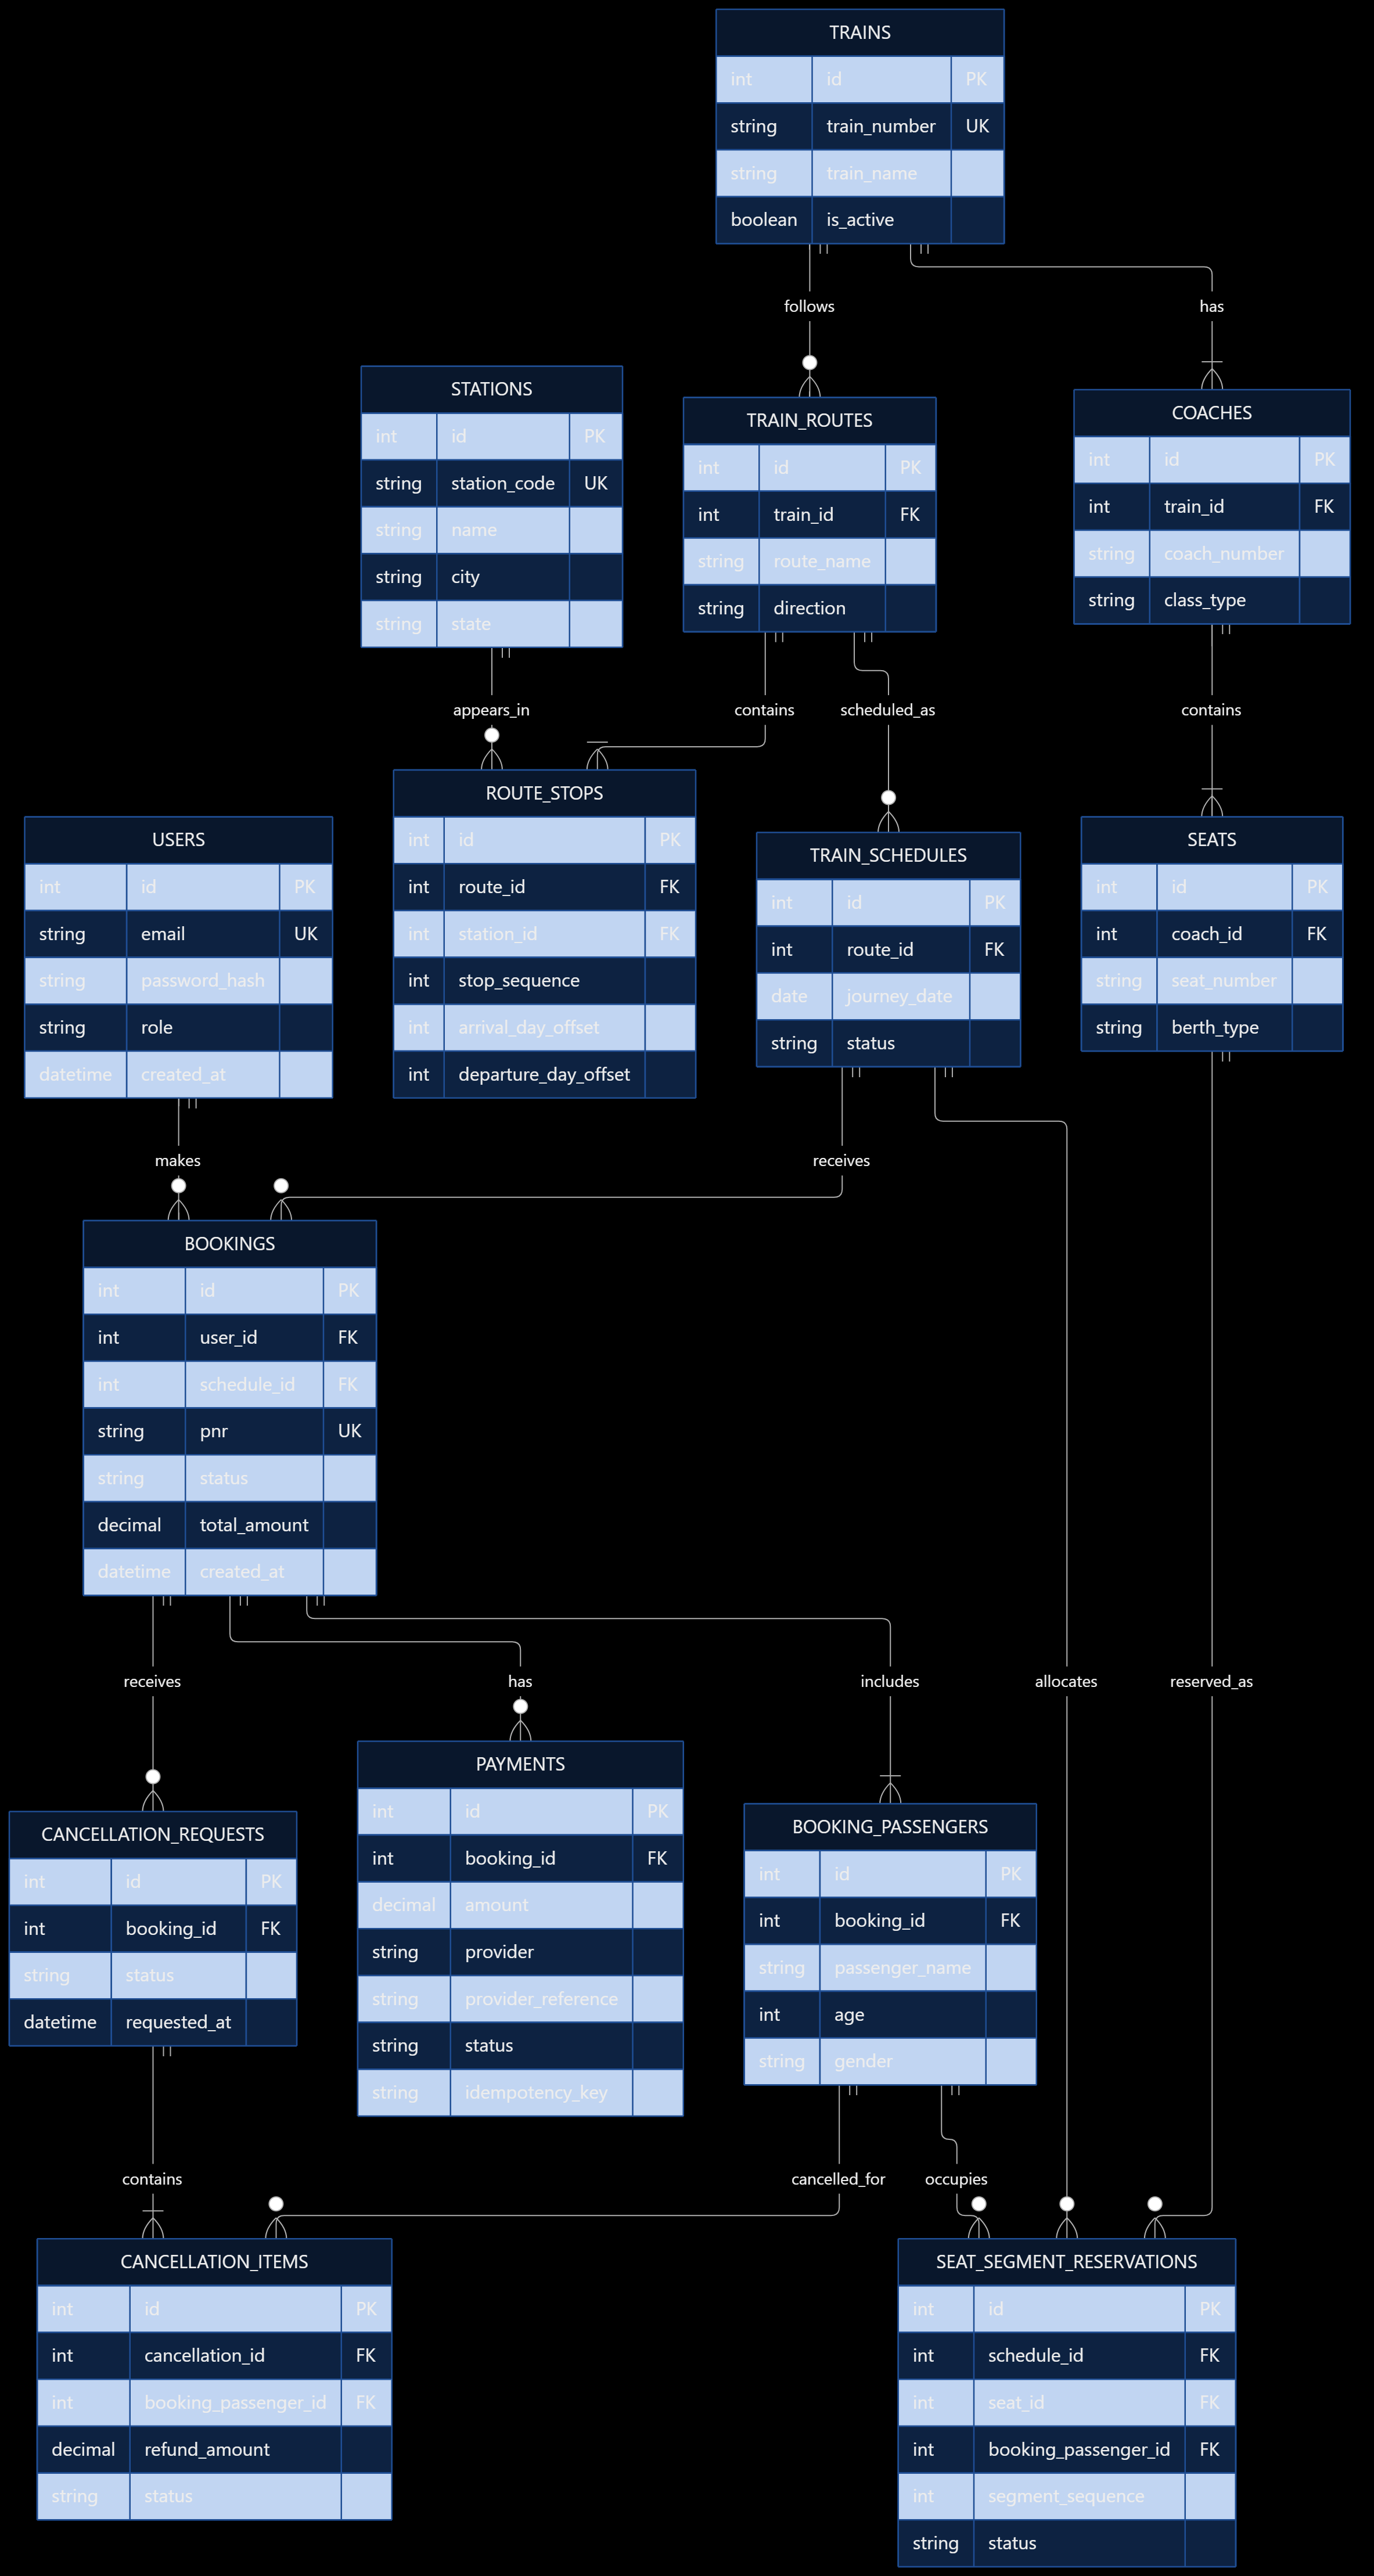 TRAINS
int id PK
string train_number UK
string train_name
boolean is_active
follows
has
STATIONS
int id PK
string station_code UK
string name
string city
string state
TRAIN_ROUTES
int id PK
int train_id FK
string route_name
string direction
COACHES
int id PK
int train_id FK
string coach_number
string class_type
appears_in
contains
scheduled_as
contains
USERS
int id PK
string email UK
string password_hash
string role
datetime created_at
ROUTE_STOPS
int id PK
int route_id FK
int station_id FK
int stop_sequence
int arrival_day_offset
int departure_day_offset
TRAIN_SCHEDULES
int id PK
int route_id FK
date journey_date
string status
SEATS
int id PK
int coach_id FK
string seat_number
string berth_type
makes
receives
BOOKINGS
int id PK
int user_id FK
int schedule_id FK
string pnr UK
string status
decimal total_amount
datetime created_at
receives
has
includes
allocates
reserved_as
CANCELLATION_REQUESTS
int id PK
int booking_id FK
string status
datetime requested_at
PAYMENTS
int id PK
int booking_id FK
decimal amount
string provider
string provider_reference
string status
string idempotency_key
BOOKING_PASSENGERS
int id PK
int booking_id FK
string passenger_name
int age
string gender
contains
cancelled_for
occupies
CANCELLATION_ITEMS
int id PK
int cancellation_id FK
int booking_passenger_id FK
decimal refund_amount
string status
SEAT_SEGMENT_RESERVATIONS
int id PK
int schedule_id FK
int seat_id FK
int booking_passenger_id FK
int segment_sequence
string status